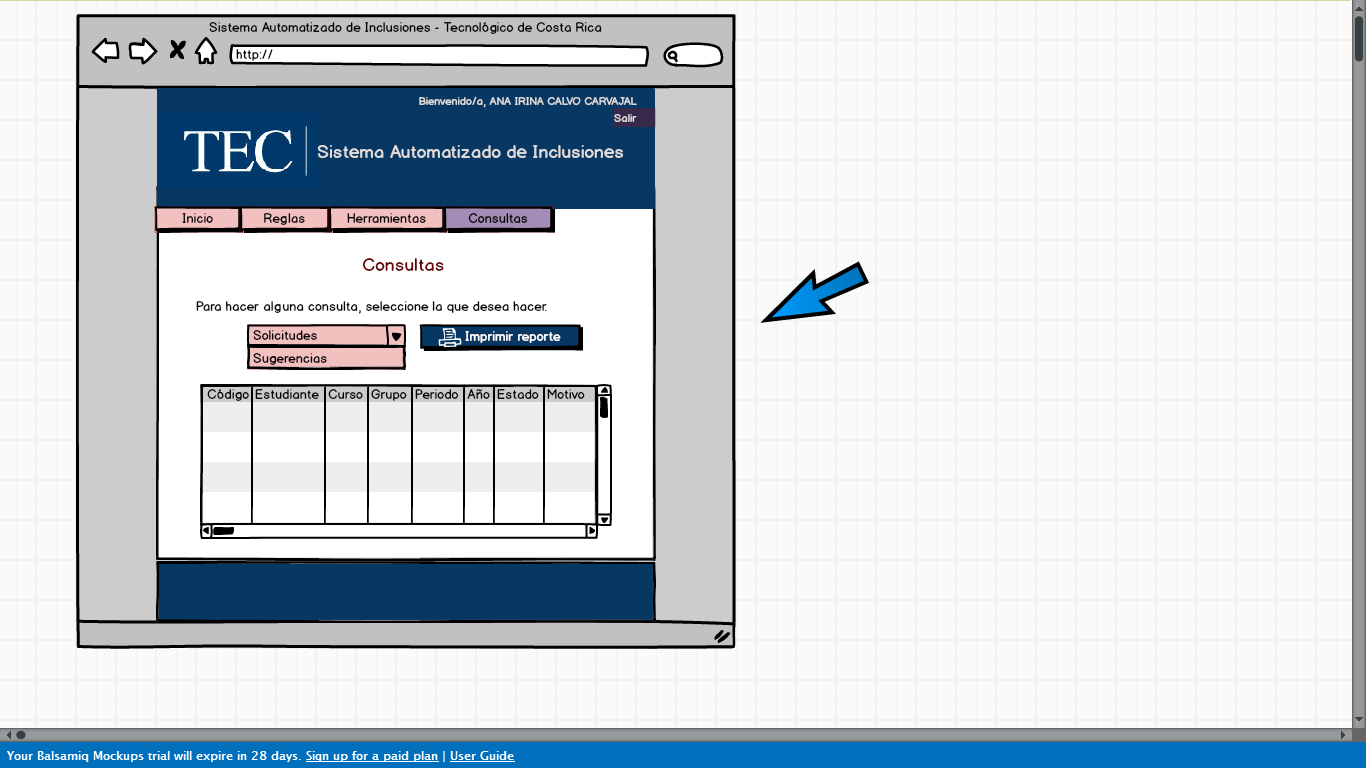 Sistema Automatizado de Inclusiones - Tecnológico de Costa Rica
http://
Bienvenido/a, ANA IRINA CALVO CARVAJAL
Salir
TEC Sistema Automatizado de Inclusiones
Inicio Reglas Herramientas Consultas
Consultas
Para hacer alguna consulta, seleccione la que desea hacer.
Solicitudes Imprimir reporte
Sugerencias
Código Estudiante Curso Grupo Periodo Año Estado Motivo
Your Balsamiq Mockups trial will expire in 28 days. Sign up for a paid plan | User Guide